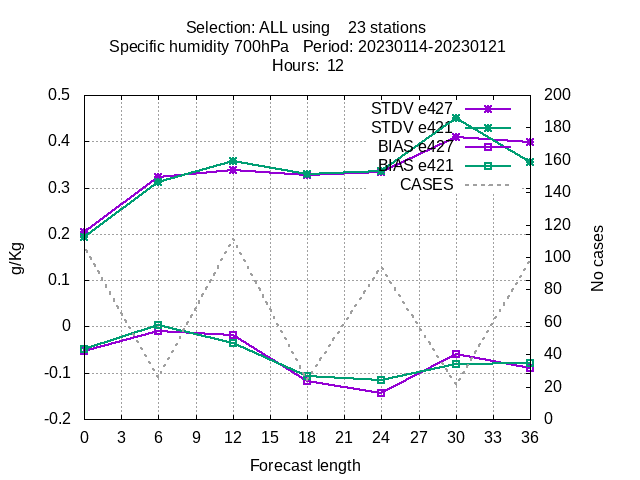 Selection: ALL using    23 stations
Specific humidity 700hPa   Period: 20230114-20230121
Hours:  12
STDV e427
STDV e421
BIAS e427
BIAS e421
CASES
0.5
0.4
0.3
0.2
0.1
0
-0.1
-0.2
g/Kg
200
180
160
140
120
100
80
60
40
20
0
No cases
0 3 6 9 12 15 18 21 24 27 30 33 36
Forecast length